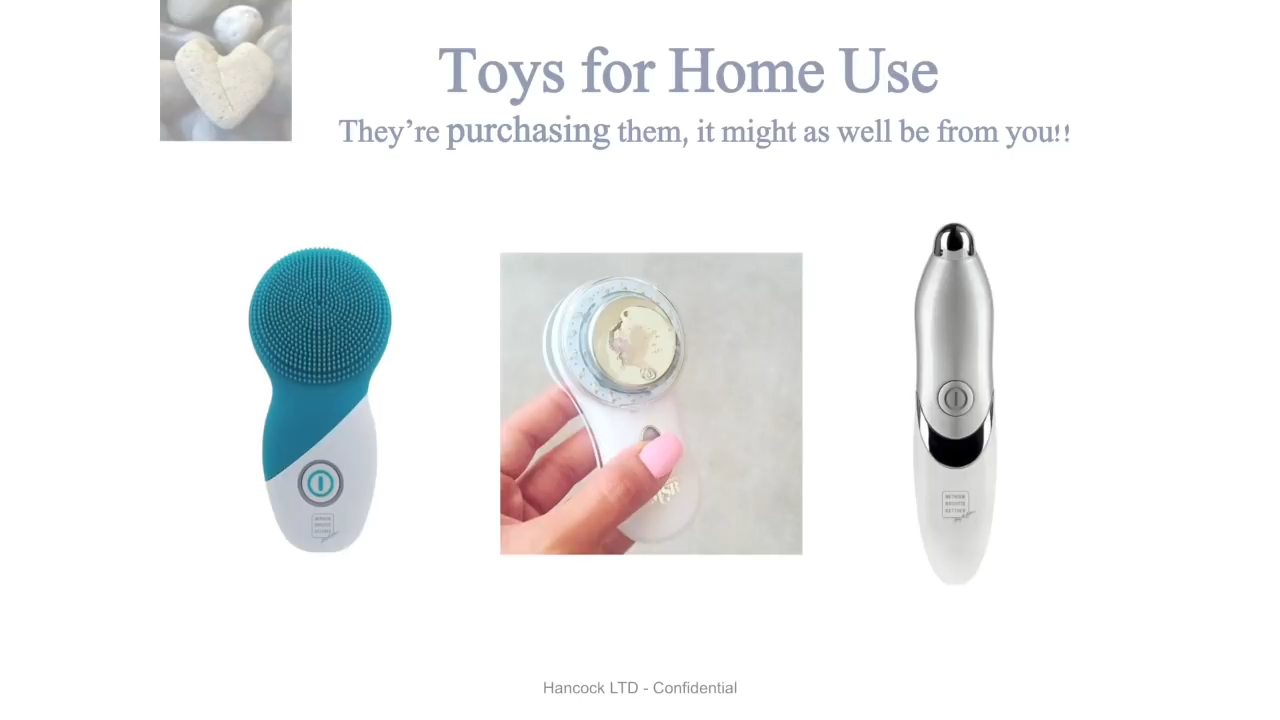 Toys for Home Use
They’re purchasing them, it might as well be from you!!
Hancock LTD - Confidential